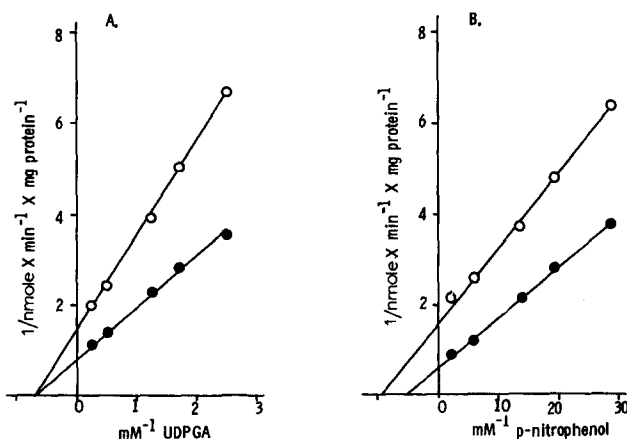 A.
8
6
4
2
1/nmole X min⁻¹ X mg protein⁻¹
0 1 2 3
mM⁻¹ UDPGA
B.
8
6
4
2
1/nmole X min⁻¹ X mg protein⁻¹
-10 0 10 20 30
mM⁻¹ p-nitrophenol